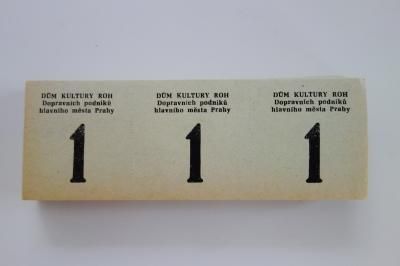 DŮM KULTURY ROH
Dopravních podniků
hlavního města Prahy
1
DŮM KULTURY ROH
Dopravních podniků
hlavního města Prahy
1
DŮM KULTURY ROH
Dopravních podniků
hlavního města Prahy
1